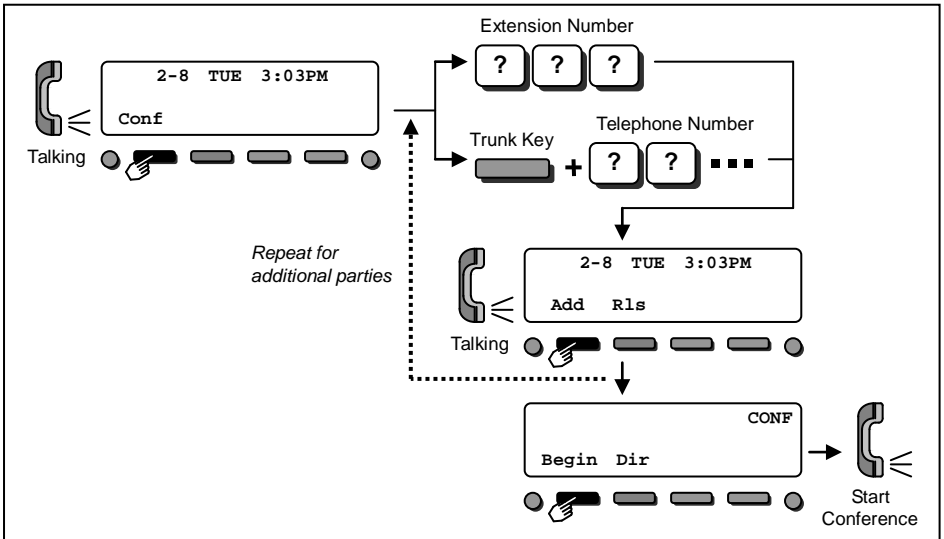 Extension Number
? ? ?
2-8 TUE 3:03PM
Conf
Talking
Trunk Key
+
Telephone Number
? ?
Repeat for
additional parties
2-8 TUE 3:03PM
Add Rls
Talking
CONF
Begin Dir
Start
Conference